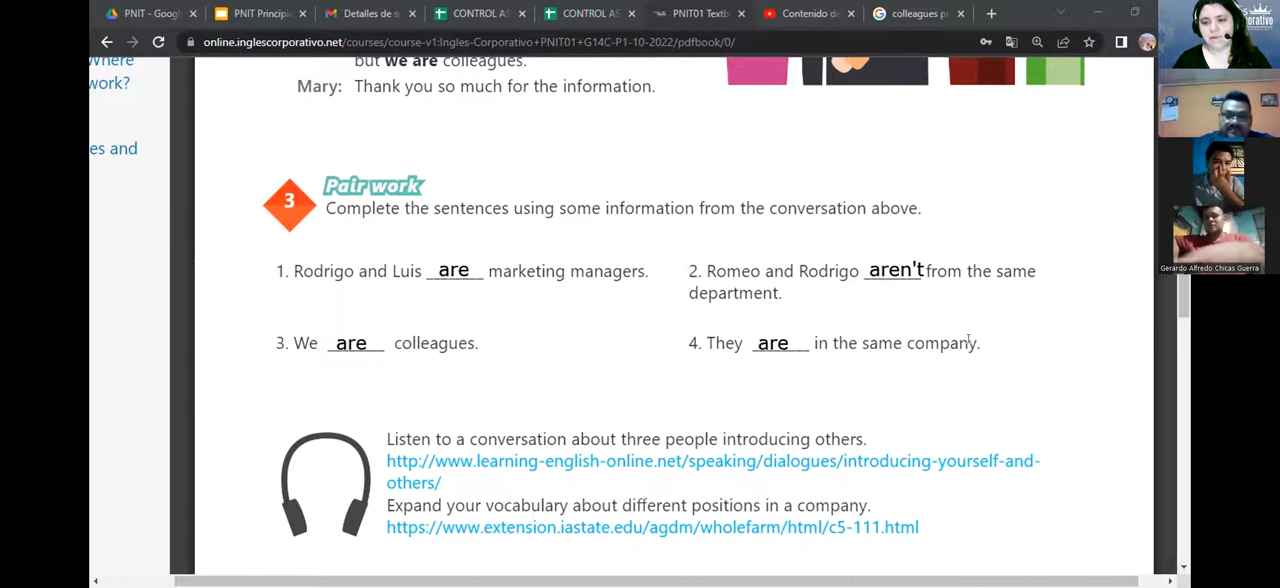 PNIT - Googl
PNIT Principi
Detalles de s
CONTROL AS
CONTROL AS
PNIT01 Textb
Contenido de
colleagues p
online.inglescorporativo.net/courses/course-v1:Ingles-Corporativo+PNIT01+G14C-P1-10-2022/pdfbook/0/
Where
work?
es and
but we are colleagues.
Mary: Thank you so much for the information.
3
Pair work
Complete the sentences using some information from the conversation above.
1. Rodrigo and Luis are marketing managers.
2. Romeo and Rodrigo aren't from the same
department.
3. We are colleagues.
4. They are in the same company.
Listen to a conversation about three people introducing others.
http://www.learning-english-online.net/speaking/dialogues/introducing-yourself-and-
others/
Expand your vocabulary about different positions in a company.
https://www.extension.iastate.edu/agdm/wholefarm/html/c5-111.html
Gerardo Alfredo Chicas Guerra